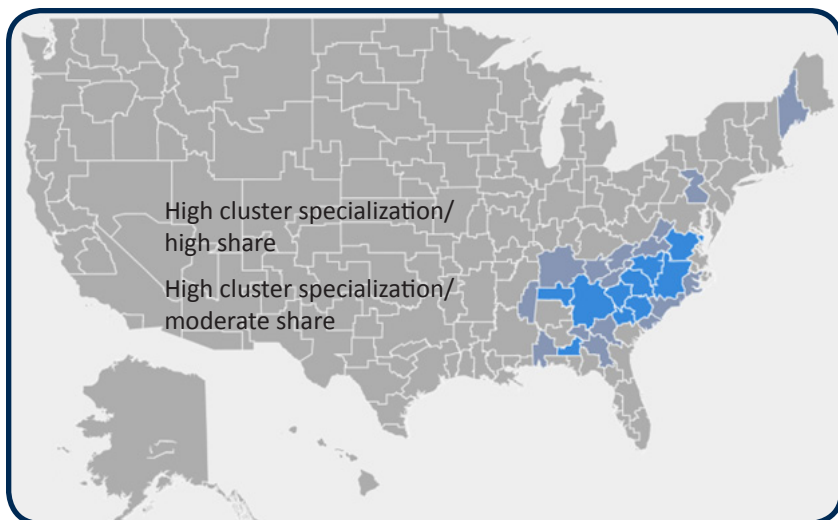 High cluster specialization/
high share
High cluster specialization/
moderate share